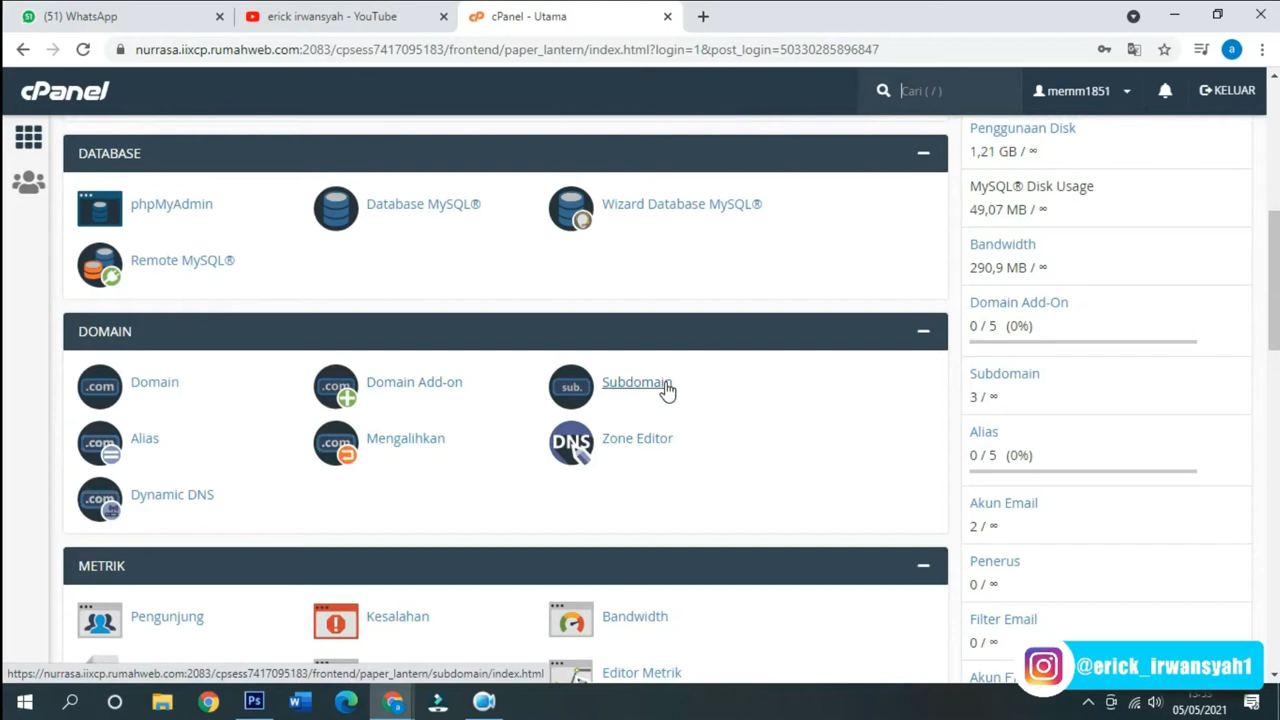 (51) WhatsApp
erick irwansyah - YouTube
cPanel - Utama
nurrasa.iixcp.rumahweb.com:2083/cpsess7417095183/frontend/paper_lantern/index.html?login=1&post_login=50330285896847
a
cPanel
Cari ( / )
memm1851
KELUAR
DATABASE
phpMyAdmin
Database MySQL®
Wizard Database MySQL®
Remote MySQL®
DOMAIN
.com
Domain
.com
Domain Add-on
sub.
Subdomain
.com
Alias
.com
Mengalihkan
DNS
Zone Editor
.com
Dynamic DNS
METRIK
Pengunjung
Kesalahan
Bandwidth
Editor Metrik
Penggunaan Disk
1,21 GB / ∞
MySQL® Disk Usage
49,07 MB / ∞
Bandwidth
290,9 MB / ∞
Domain Add-On
0 / 5 (0%)
Subdomain
3 / ∞
Alias
0 / 5 (0%)
Akun Email
2 / ∞
Penerus
0 / ∞
Filter Email
0 / ∞
Akun
https://nurrasa.iixcp.rumahweb.com:2083/cpsess7417095183/frontend/paper_lantern/subdomain/index.html
@erick_irwansyah1
Ps
05/05/2021